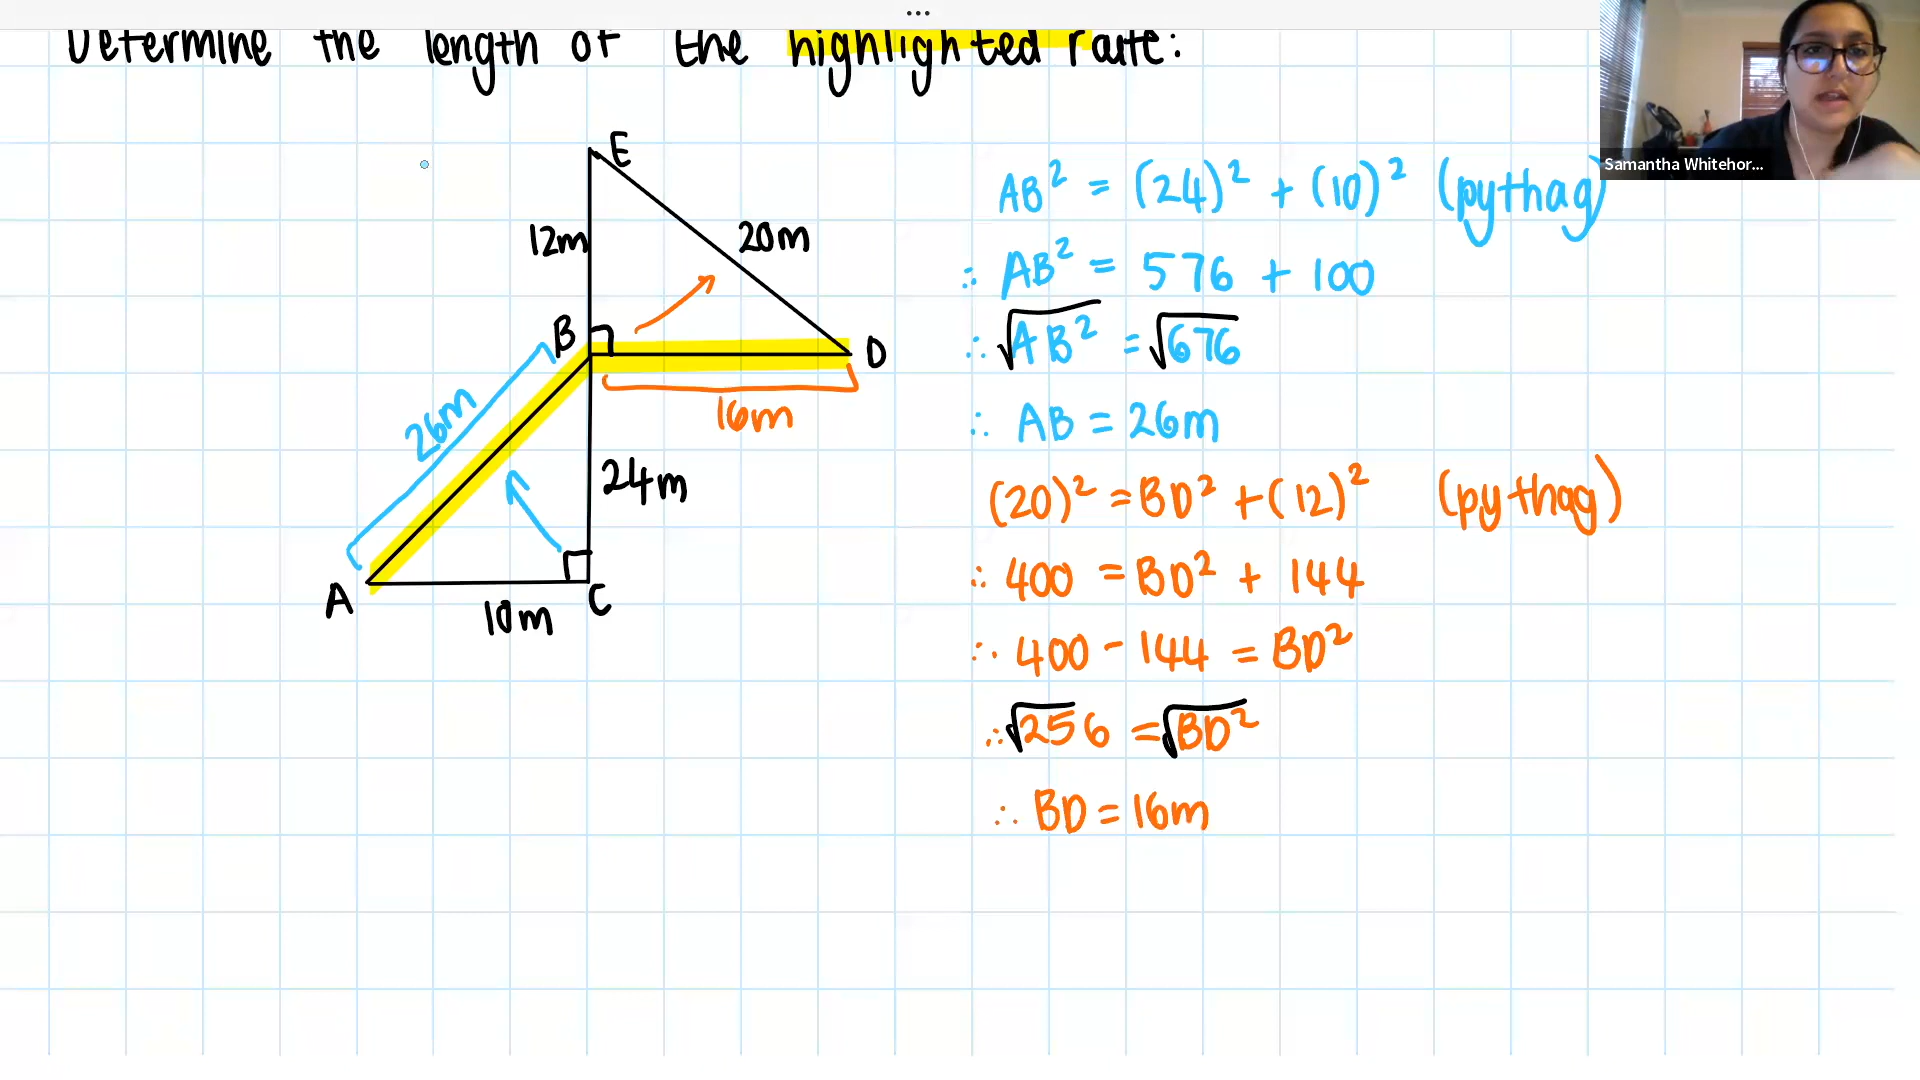 Determine the length of the highlighted route:
E
12m
20m
B
D
26m
16m
24m
A
10m
C
AB² = (24)² + (10)² (pythag)
∴ AB² = 576 + 100
∴ √AB² = √676
∴ AB = 26m
(20)² = BD² + (12)² (pythag)
∴ 400 = BD² + 144
∴ 400 - 144 = BD²
∴ √256 = √BD²
∴ BD = 16m
Samantha Whitehor...